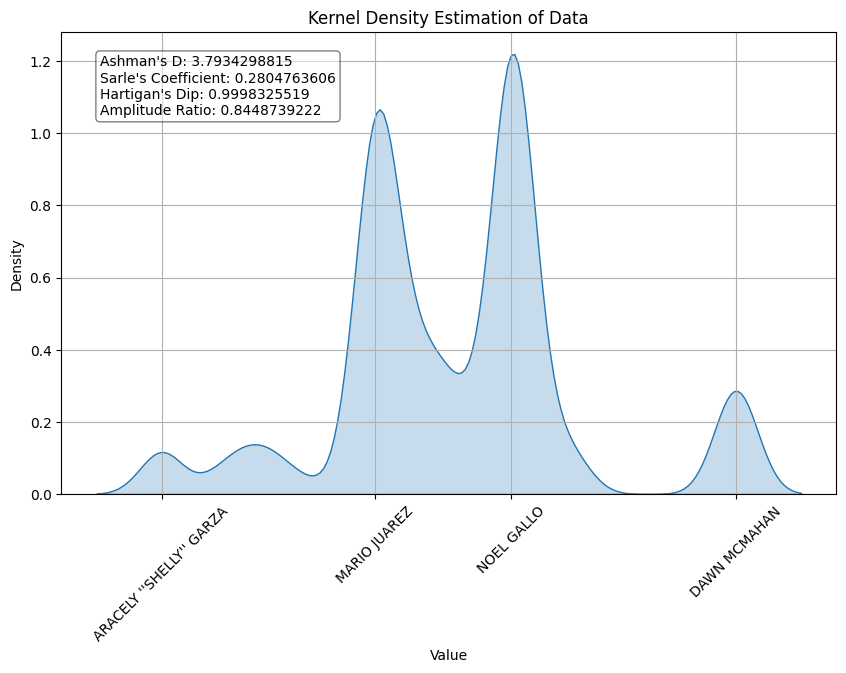 Kernel Density Estimation of Data
Ashman's D: 3.7934298815
Sarle's Coefficient: 0.2804763606
Hartigan's Dip: 0.9998325519
Amplitude Ratio: 0.8448739222
Density
1.2
1.0
0.8
0.6
0.4
0.2
0.0
ARACELY ''SHELLY'' GARZA
MARIO JUAREZ
NOEL GALLO
DAWN MCMAHAN
Value